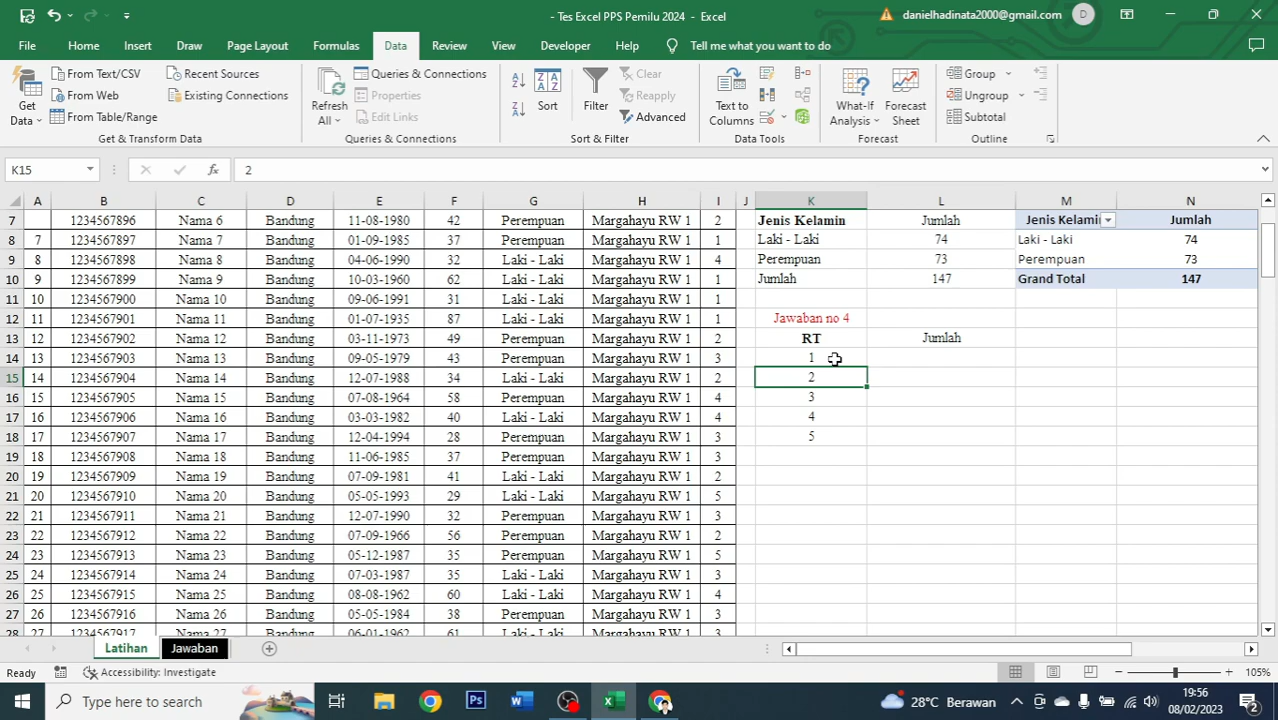 - Tes Excel PPS Pemilu 2024 - Excel
danielhadinata2000@gmail.com
D
File Home Insert Draw Page Layout Formulas Data Review View Developer Help Tell me what you want to do
Get Data
From Text/CSV
From Web
From Table/Range
Recent Sources
Existing Connections
Get & Transform Data
Refresh All
Queries & Connections
Properties
Edit Links
Queries & Connections
Sort
Filter
Clear
Reapply
Advanced
Sort & Filter
Text to Columns
Data Tools
What-If Analysis
Forecast Sheet
Forecast
Group
Ungroup
Subtotal
Outline
K15 fx 2
A B C D E F G H I J K L M N
7 1234567896 Nama 6 Bandung 11-08-1980 42 Perempuan Margahayu RW 1 2 Jenis Kelamin Jumlah Jenis Kelami Jumlah
8 7 1234567897 Nama 7 Bandung 01-09-1985 37 Perempuan Margahayu RW 1 1 Laki - Laki 74 Laki - Laki 74
9 8 1234567898 Nama 8 Bandung 04-06-1990 32 Laki - Laki Margahayu RW 1 4 Perempuan 73 Perempuan 73
10 9 1234567899 Nama 9 Bandung 10-03-1960 62 Laki - Laki Margahayu RW 1 1 Jumlah 147 Grand Total 147
11 10 1234567900 Nama 10 Bandung 09-06-1991 31 Laki - Laki Margahayu RW 1 1
12 11 1234567901 Nama 11 Bandung 01-07-1935 87 Laki - Laki Margahayu RW 1 1 Jawaban no 4
13 12 1234567902 Nama 12 Bandung 03-11-1973 49 Perempuan Margahayu RW 1 2 RT Jumlah
14 13 1234567903 Nama 13 Bandung 09-05-1979 43 Perempuan Margahayu RW 1 3 1
15 14 1234567904 Nama 14 Bandung 12-07-1988 34 Laki - Laki Margahayu RW 1 2 2
16 15 1234567905 Nama 15 Bandung 07-08-1964 58 Perempuan Margahayu RW 1 4 3
17 16 1234567906 Nama 16 Bandung 03-03-1982 40 Laki - Laki Margahayu RW 1 4 4
18 17 1234567907 Nama 17 Bandung 12-04-1994 28 Perempuan Margahayu RW 1 3 5
19 18 1234567908 Nama 18 Bandung 11-06-1985 37 Perempuan Margahayu RW 1 3
20 19 1234567909 Nama 19 Bandung 07-09-1981 41 Laki - Laki Margahayu RW 1 2
21 20 1234567910 Nama 20 Bandung 05-05-1993 29 Laki - Laki Margahayu RW 1 5
22 21 1234567911 Nama 21 Bandung 12-07-1990 32 Perempuan Margahayu RW 1 3
23 22 1234567912 Nama 22 Bandung 07-09-1966 56 Perempuan Margahayu RW 1 2
24 23 1234567913 Nama 23 Bandung 05-12-1987 35 Perempuan Margahayu RW 1 5
25 24 1234567914 Nama 24 Bandung 07-03-1987 35 Laki - Laki Margahayu RW 1 3
26 25 1234567915 Nama 25 Bandung 08-08-1962 60 Laki - Laki Margahayu RW 1 4
27 26 1234567916 Nama 26 Bandung 05-05-1984 38 Perempuan Margahayu RW 1 3
28 27 1234567917 Nama 27 Bandung 06-01-1962 61 Laki - Laki Margahayu RW 1 3
Latihan Jawaban
Ready Accessibility: Investigate 105%
Type here to search
28°C Berawan
19:56
08/02/2023
2